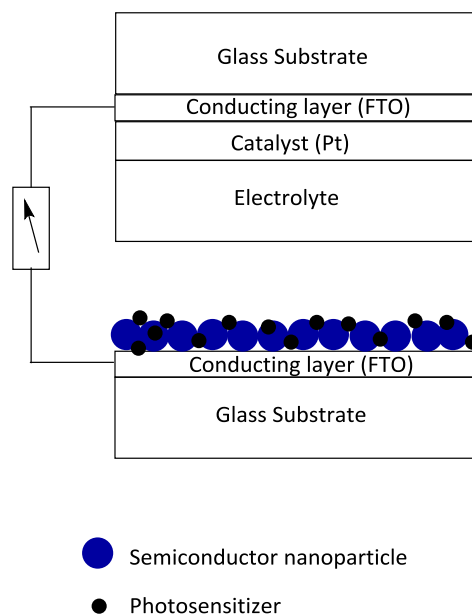 Glass Substrate
Conducting layer (FTO)
Catalyst (Pt)
Electrolyte
Conducting layer (FTO)
Glass Substrate
Semiconductor nanoparticle
Photosensitizer